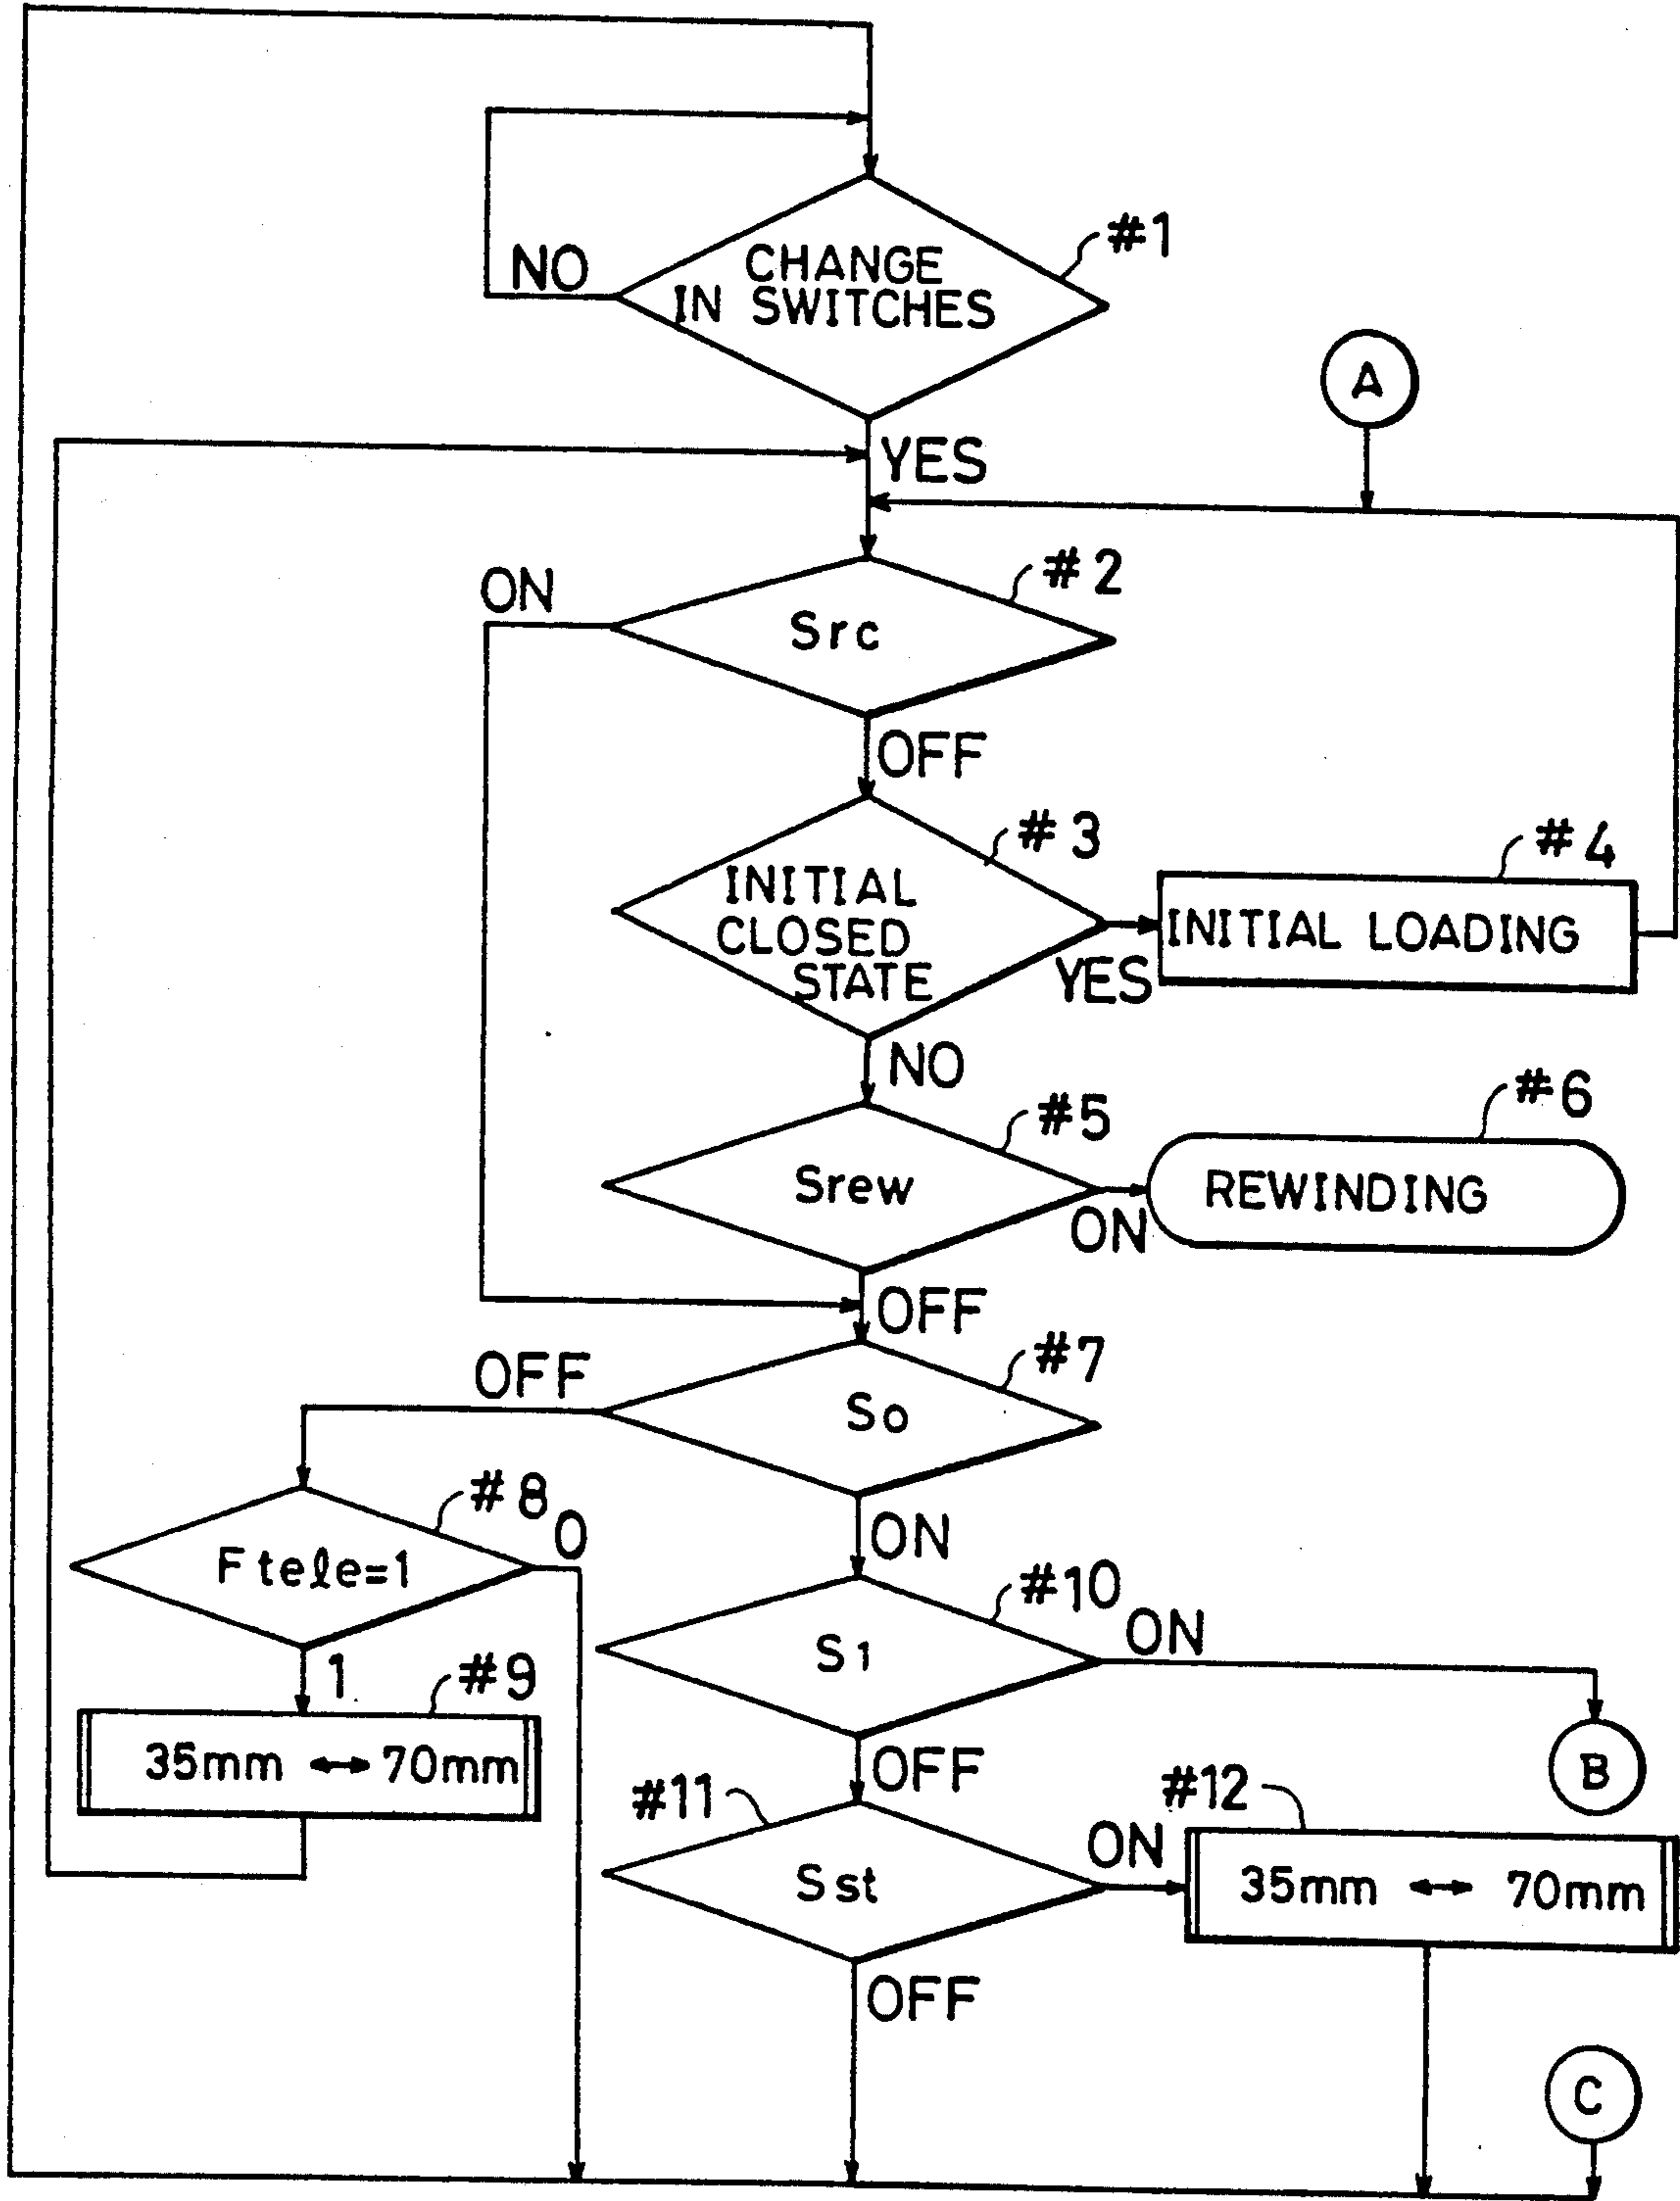 #1
NO
CHANGE
IN SWITCHES
A
YES
#2
ON
Src
OFF
#3
#4
INITIAL
CLOSED
STATE
INITIAL LOADING
YES
NO
#5
#6
Srew
REWINDING
ON
OFF
#7
OFF
So
#8
0
ON
Ftele=1
#10
ON
S1
1
#9
35mm ↔ 70mm
OFF
B
#11
#12
ON
Sst
35mm ↔ 70mm
OFF
C